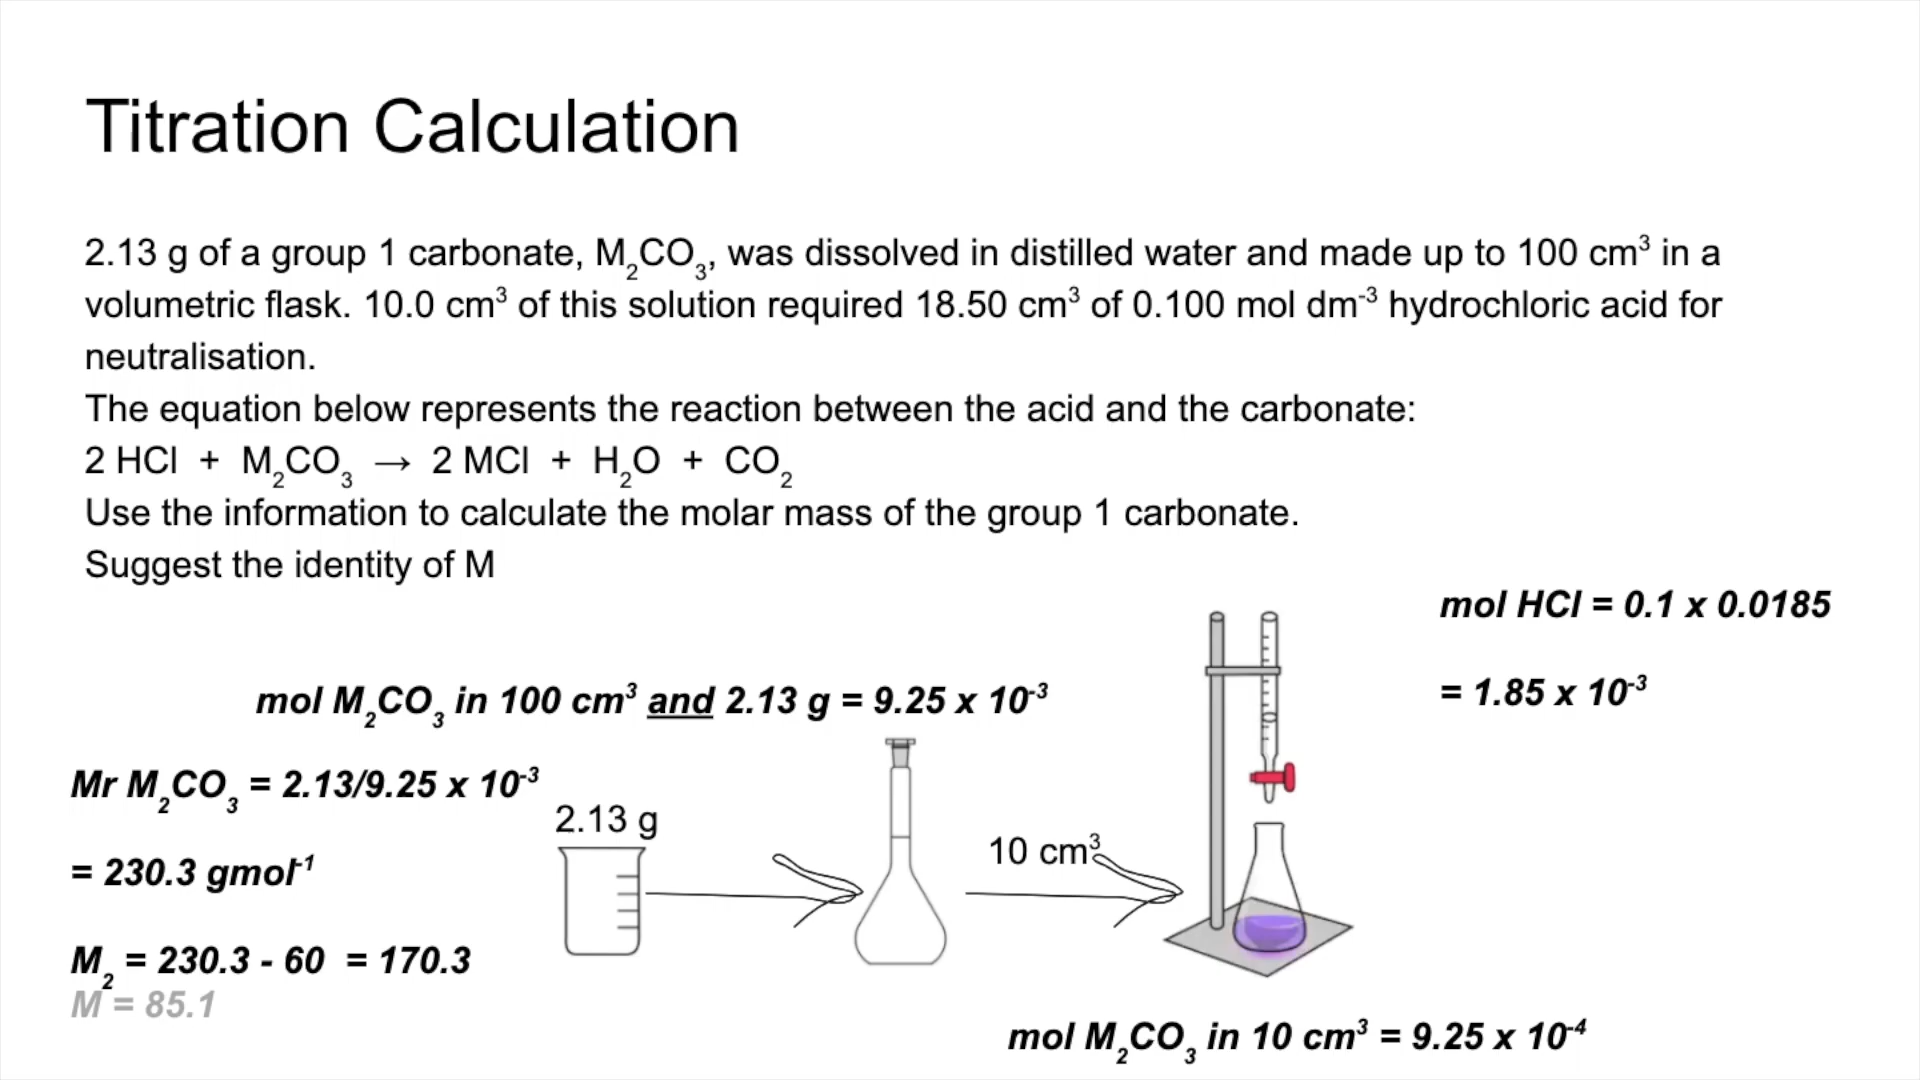 Titration Calculation
2.13 g of a group 1 carbonate, M₂CO₃, was dissolved in distilled water and made up to 100 cm³ in a
volumetric flask. 10.0 cm³ of this solution required 18.50 cm³ of 0.100 mol dm⁻³ hydrochloric acid for
neutralisation.
The equation below represents the reaction between the acid and the carbonate:
2 HCl + M₂CO₃ → 2 MCl + H₂O + CO₂
Use the information to calculate the molar mass of the group 1 carbonate.
Suggest the identity of M
mol HCl = 0.1 x 0.0185
= 1.85 x 10⁻³
mol M₂CO₃ in 100 cm³ and 2.13 g = 9.25 x 10⁻³
Mr M₂CO₃ = 2.13/9.25 x 10⁻³
2.13 g
10 cm³
= 230.3 gmol⁻¹
M₂ = 230.3 - 60 = 170.3
M = 85.1
mol M₂CO₃ in 10 cm³ = 9.25 x 10⁻⁴